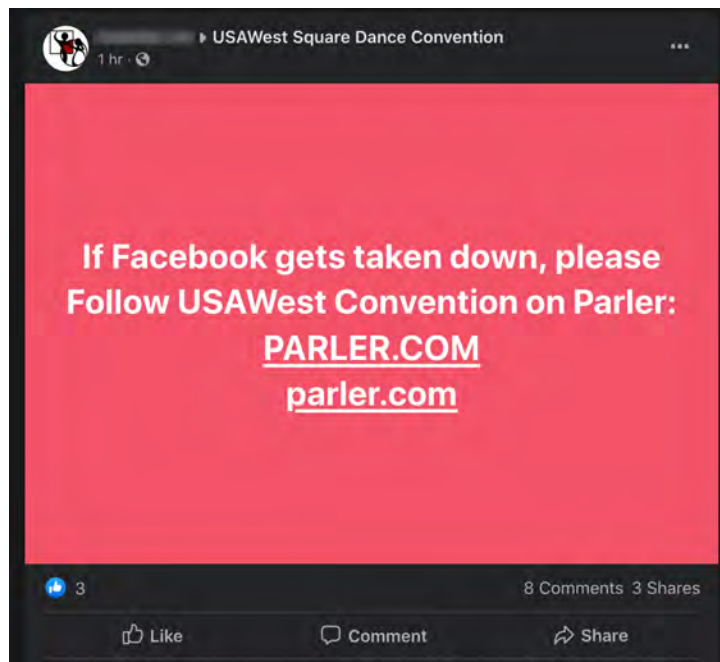 USAWest Square Dance Convention
1 hr ·
If Facebook gets taken down, please
Follow USAWest Convention on Parler:
PARLER.COM
parler.com
3 8 Comments 3 Shares
Like Comment Share